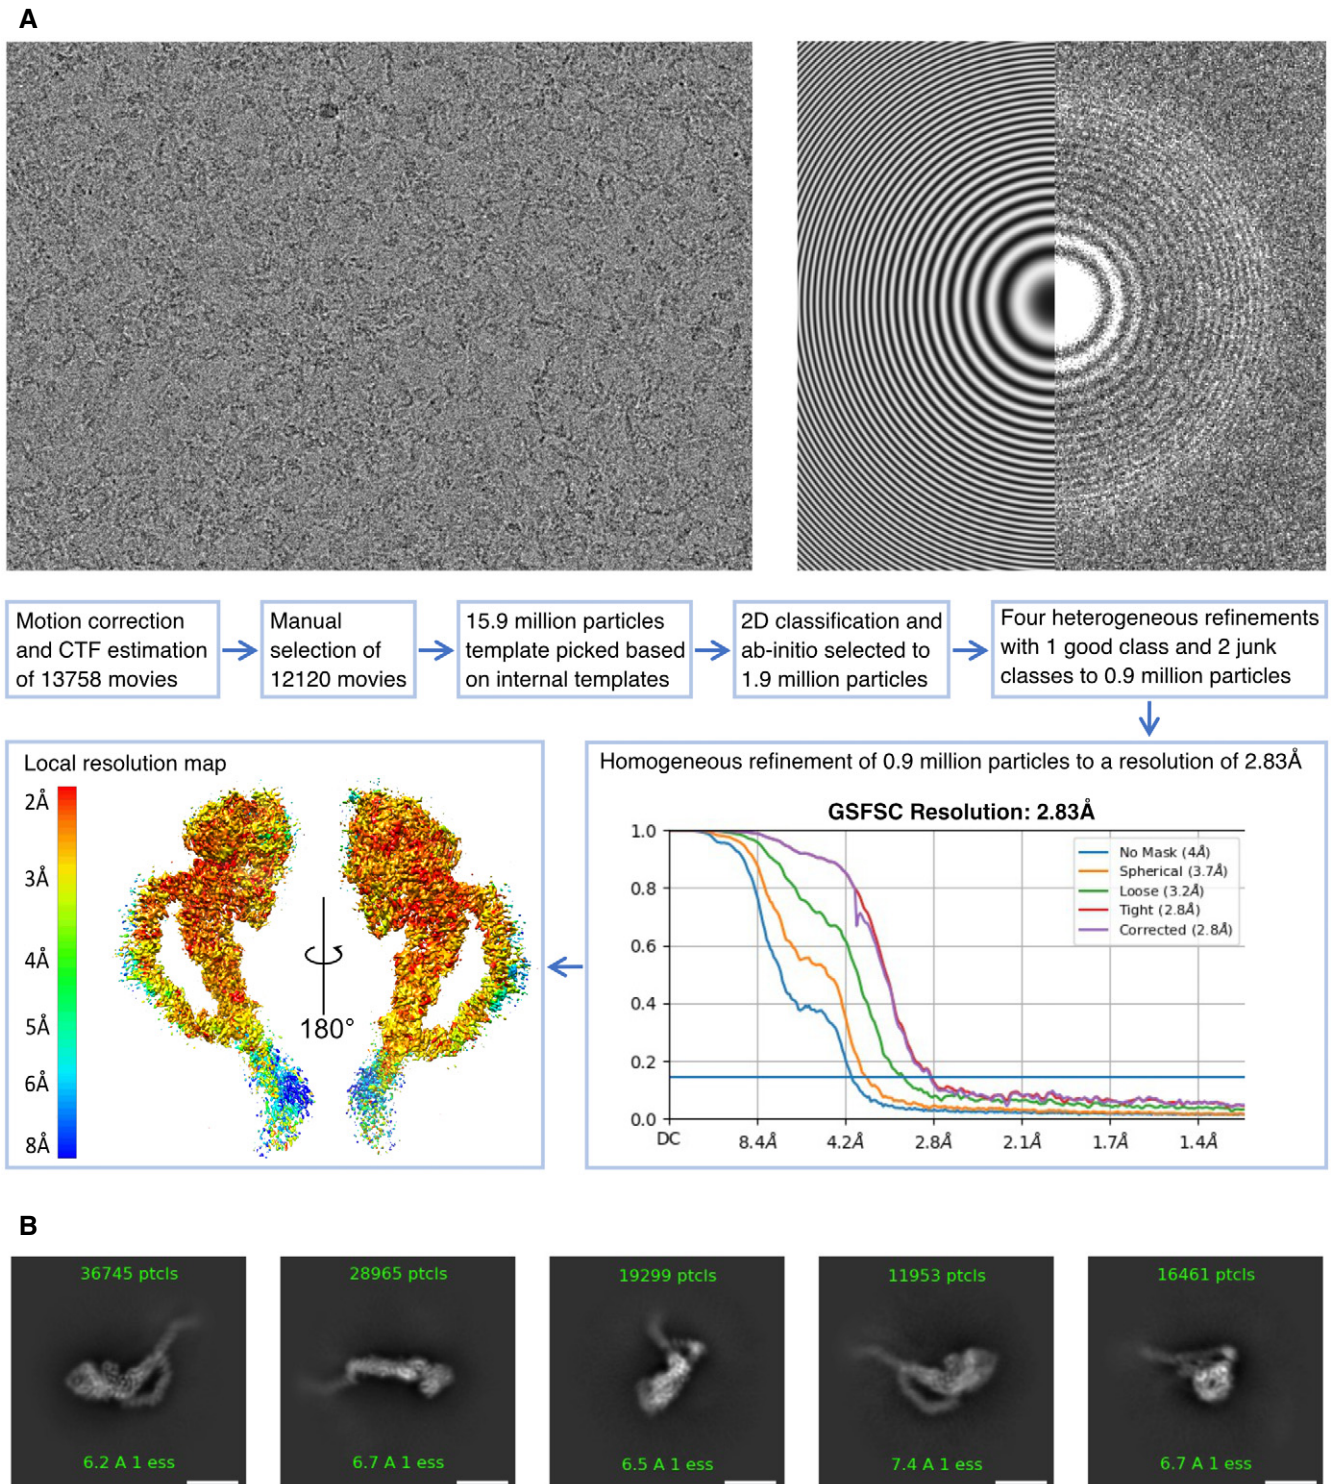 A
Motion correction
and CTF estimation
of 13758 movies
Manual
selection of
12120 movies
15.9 million particles
template picked based
on internal templates
2D classification and
ab-initio selected to
1.9 million particles
Four heterogeneous refinements
with 1 good class and 2 junk
classes to 0.9 million particles
Local resolution map
2Å
3Å
4Å
5Å
6Å
8Å
180°
Homogeneous refinement of 0.9 million particles to a resolution of 2.83Å
GSFSC Resolution: 2.83Å
1.0
0.8
0.6
0.4
0.2
0.0
No Mask (4Å)
Spherical (3.7Å)
Loose (3.2Å)
Tight (2.8Å)
Corrected (2.8Å)
DC 8.4Å 4.2Å 2.8Å 2.1Å 1.7Å 1.4Å
B
36745 ptcls
28965 ptcls
19299 ptcls
11953 ptcls
16461 ptcls
6.2 A 1 ess
6.7 A 1 ess
6.5 A 1 ess
7.4 A 1 ess
6.7 A 1 ess